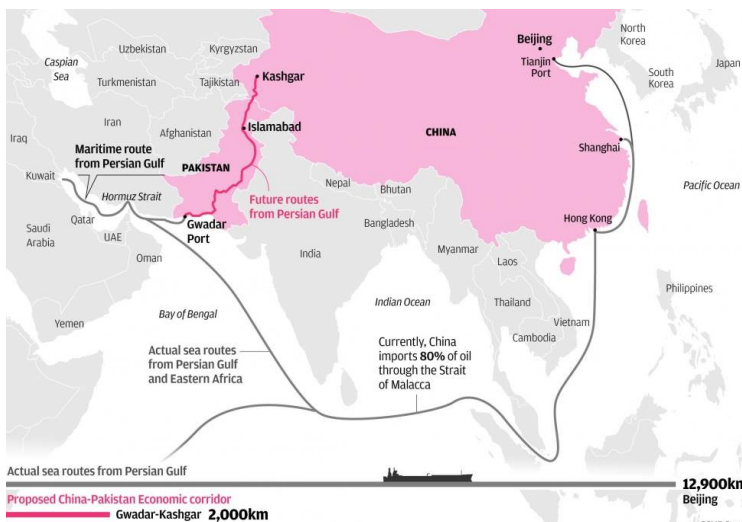 North
Korea
Uzbekistan
Kyrgyzstan
Beijing
Caspian
Sea
Tianjin
Port
Japan
Turkmenistan
Tajikistan
Kashgar
South
Korea
Iran
Afghanistan
Islamabad
CHINA
Iraq
Maritime route
from Persian Gulf
PAKISTAN
Shanghai
Kuwait
Hormuz Strait
Future routes
from Persian Gulf
Nepal
Bhutan
Pacific Ocean
Qatar
Gwadar
Port
Bangladesh
Hong Kong
Saudi
Arabia
UAE
India
Myanmar
Oman
Laos
Philippines
Bay of Bengal
Indian Ocean
Thailand
Yemen
Vietnam
Cambodia
Actual sea routes
from Persian Gulf
and Eastern Africa
Currently, China
imports 80% of oil
through the Strait
of Malacca
Actual sea routes from Persian Gulf
12,900km
Beijing
Proposed China-Pakistan Economic corridor
Gwadar-Kashgar 2,000km